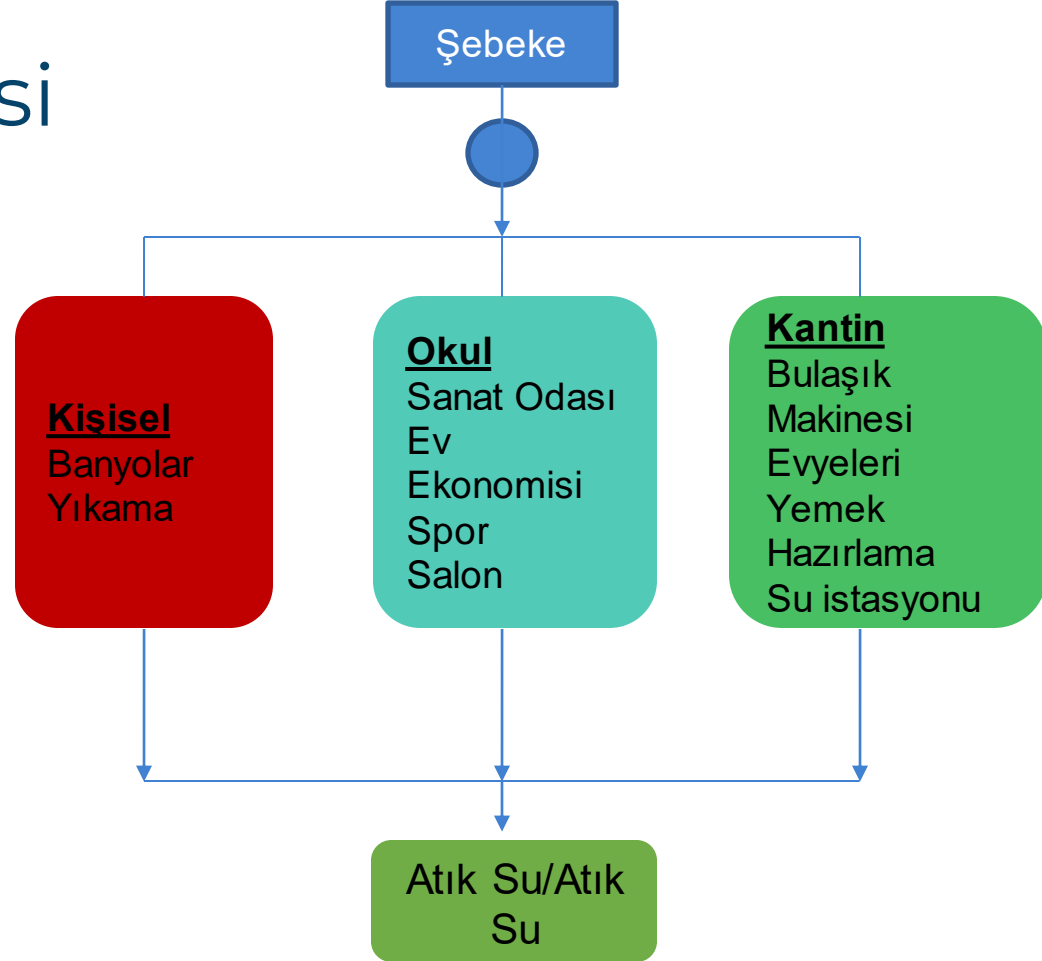 si
Şebeke
Kişisel
Banyolar
Yıkama
Okul
Sanat Odası
Ev
Ekonomisi
Spor
Salon
Kantin
Bulaşık
Makinesi
Evyeleri
Yemek
Hazırlama
Su istasyonu
Atık Su/Atık
Su